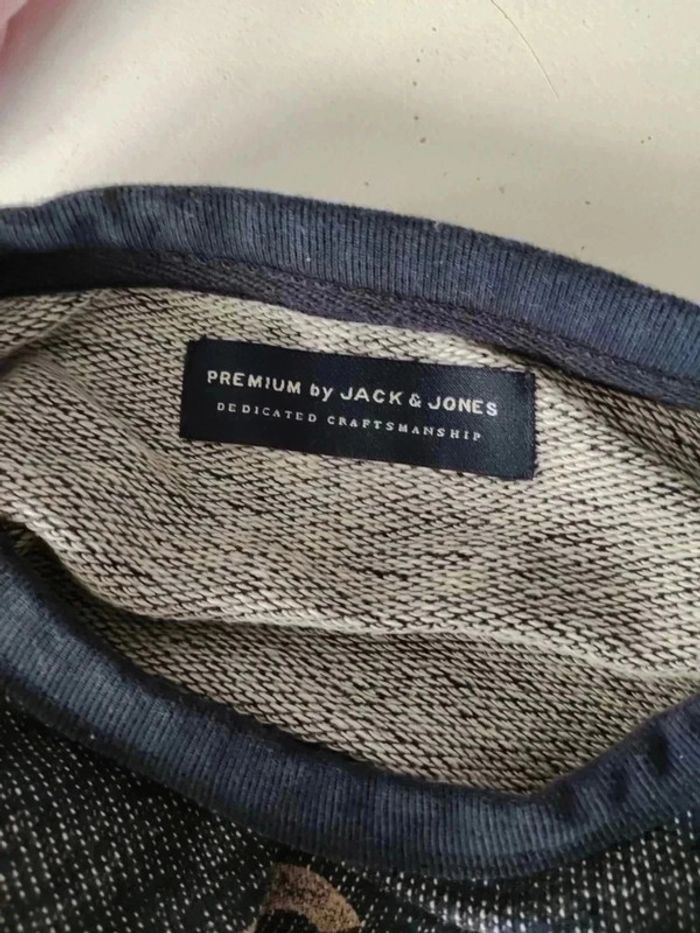 PREMIUM by JACK & JONES
DEDICATED CRAFTSMANSHIP